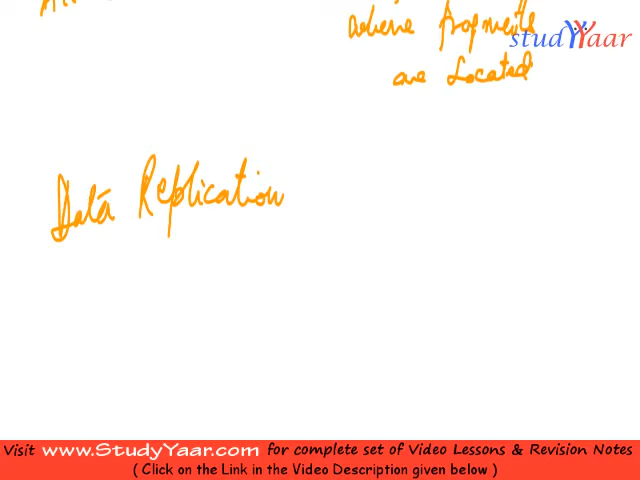 where fragments
studYYaar
are Located
Data Replication
Visit www.StudyYaar.com for complete set of Video Lessons & Revision Notes
( Click on the Link in the Video Description given below )